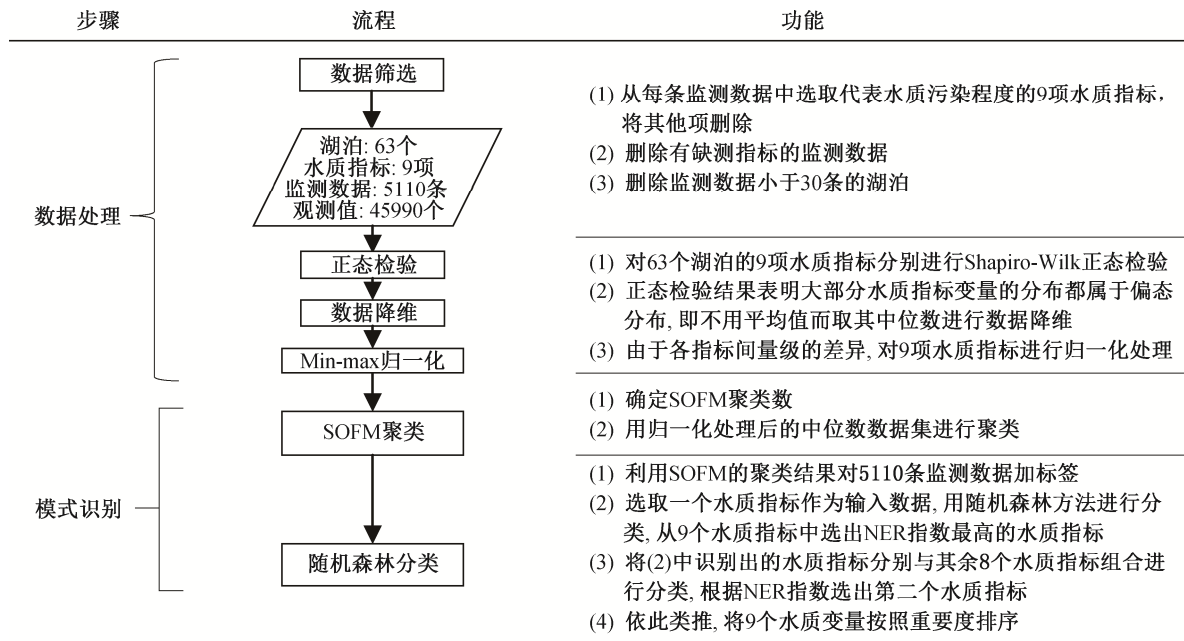 步骤
流程
功能
数据处理
数据筛选
湖泊: 63个
水质指标: 9项
监测数据: 5110条
观测值: 45990个
(1) 从每条监测数据中选取代表水质污染程度的9项水质指标，
将其他项删除
(2) 删除有缺测指标的监测数据
(3) 删除监测数据小于30条的湖泊
正态检验
数据降维
Min-max归一化
(1) 对63个湖泊的9项水质指标分别进行Shapiro-Wilk正态检验
(2) 正态检验结果表明大部分水质指标变量的分布都属于偏态
分布, 即不用平均值而取其中位数进行数据降维
(3) 由于各指标间量级的差异, 对9项水质指标进行归一化处理
模式识别
SOFM聚类
(1) 确定SOFM聚类数
(2) 用归一化处理后的中位数数据集进行聚类
随机森林分类
(1) 利用SOFM的聚类结果对5110条监测数据加标签
(2) 选取一个水质指标作为输入数据, 用随机森林方法进行分
类, 从9个水质指标中选出NER指数最高的水质指标
(3) 将(2)中识别出的水质指标分别与其余8个水质指标组合进
行分类, 根据NER指数选出第二个水质指标
(4) 依此类推, 将9个水质变量按照重要度排序